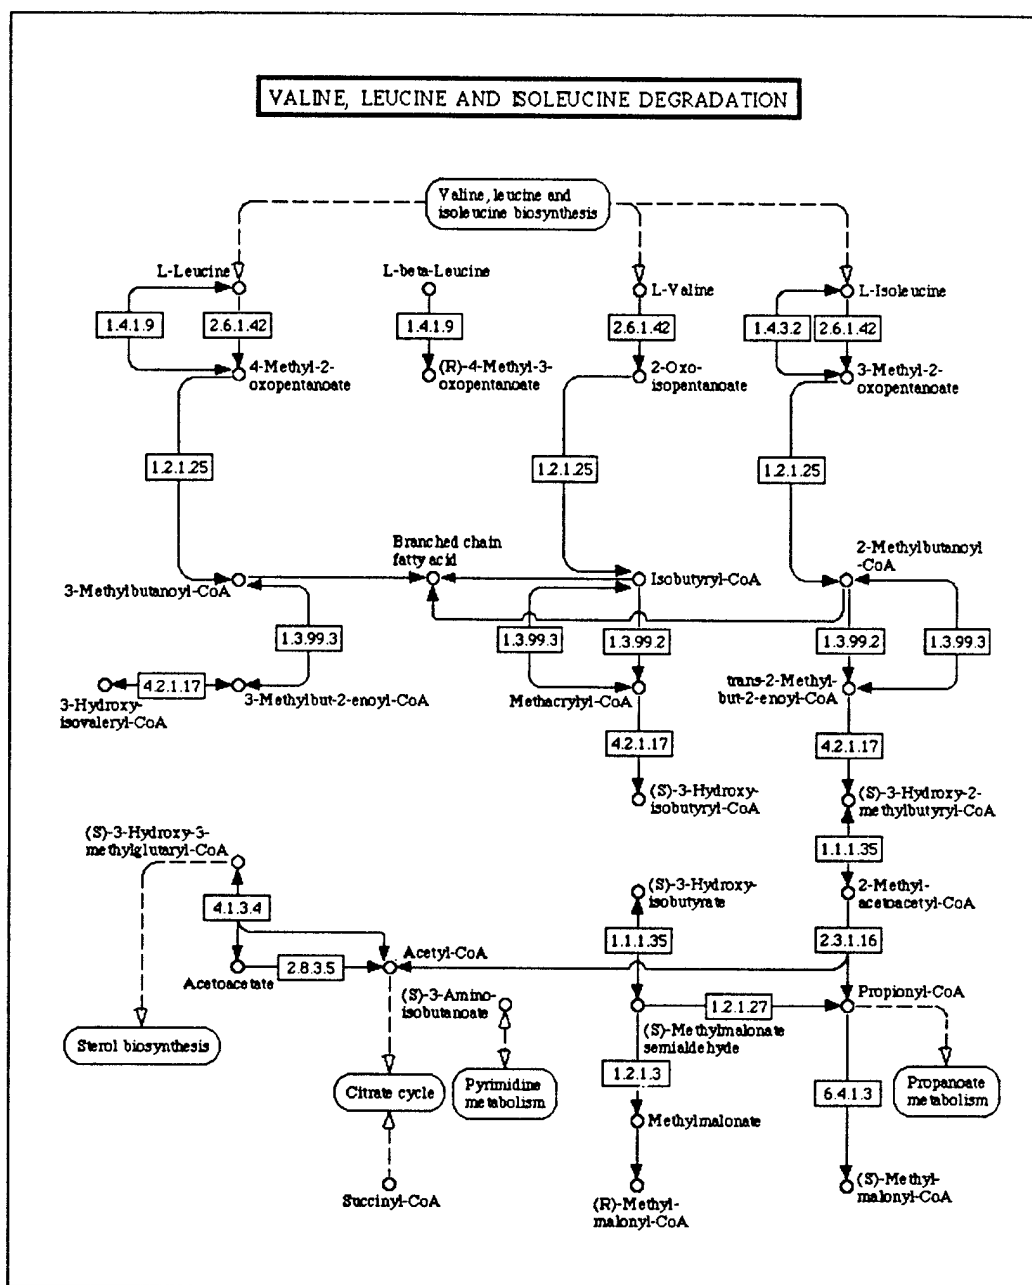 VALINE, LEUCINE AND ISOLEUCINE DEGRADATION
Valine, leucine and
isoleucine biosynthesis
L-Leucine
L-beta-Leucine
L-Valine
L-Isoleucine
1.4.1.9
2.6.1.42
1.4.1.9
2.6.1.42
1.4.3.2
2.6.1.42
4-Methyl-2-
oxopentanoate
(R)-4-Methyl-3-
oxopentanoate
2-Oxo-
isopentanoate
3-Methyl-2-
oxopentanoate
1.2.1.25
1.2.1.25
1.2.1.25
Branched chain
fatty acid
2-Methylbutanoyl
-CoA
3-Methylbutanoyl-CoA
Isobutyryl-CoA
1.3.99.3
1.3.99.3
1.3.99.2
1.3.99.2
1.3.99.3
4.2.1.17
3-Hydroxy-
isovaleryl-CoA
3-Methylbut-2-enoyl-CoA
Methacrylyl-CoA
trans-2-Methyl-
but-2-enoyl-CoA
4.2.1.17
4.2.1.17
(S)-3-Hydroxy-
isobutyryl-CoA
(S)-3-Hydroxy-2-
methylbutyryl-CoA
(S)-3-Hydroxy-3-
methylglutaryl-CoA
1.1.1.35
4.1.3.4
(S)-3-Hydroxy-
isobutyrate
2-Methyl-
acetoacetyl-CoA
1.1.1.35
2.3.1.16
Acetoacetate
2.8.3.5
Acetyl-CoA
(S)-3-Amino-
isobutanoate
1.2.1.27
Propionyl-CoA
(S)-Methylmalonate
semialdehyde
Sterol biosynthesis
Citrate cycle
Pyrimidine
metabolism
1.2.1.3
6.4.1.3
Propanoate
metabolism
Methylmalonate
Succinyl-CoA
(R)-Methyl-
malonyl-CoA
(S)-Methyl-
malonyl-CoA